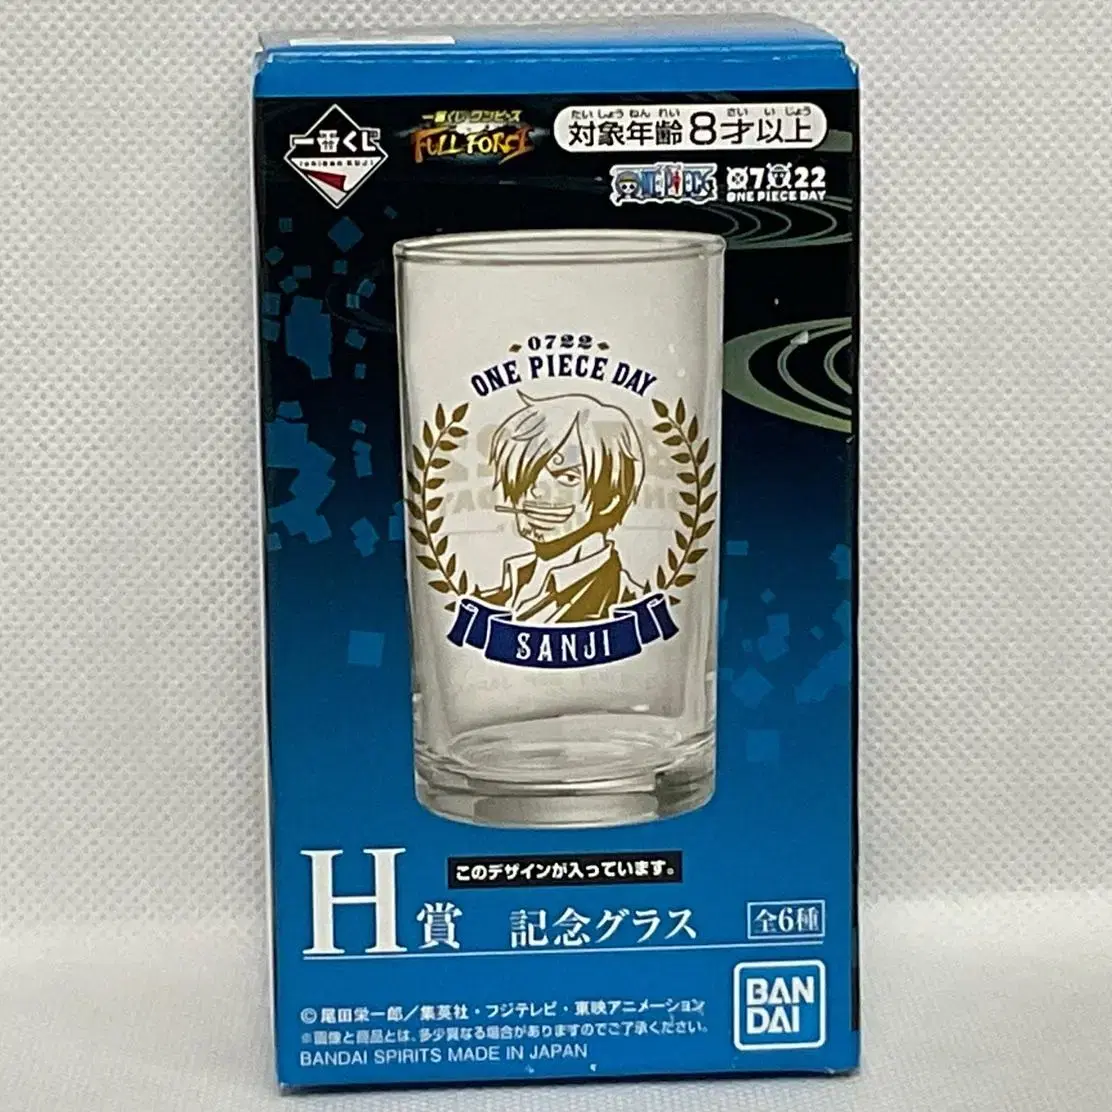 一番くじ
ichiban KUJI
一番くじ ワンピース
FULL FORCE
たいしょうねんれい さい いじょう
対象年齢8才以上
ONE PIECE
0722
ONE PIECE DAY
0722
ONE PIECE DAY
SANJI
このデザインが入っています。
H賞 記念グラス
全6種
©尾田栄一郎/集英社・フジテレビ・東映アニメーション
※画像と商品とは、多少異なる場合がありますのでご了承ください。
BANDAI SPIRITS MADE IN JAPAN
BAN
DAI